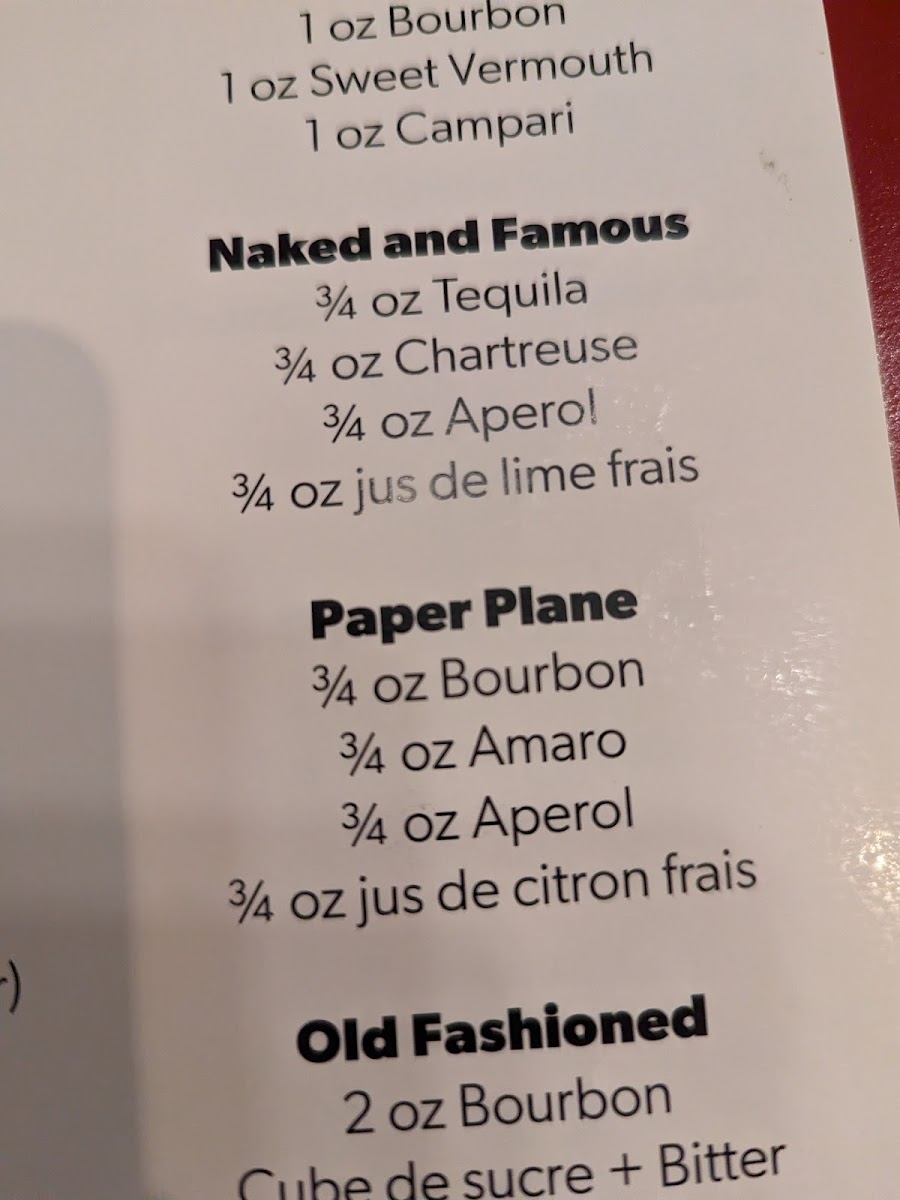 1 oz Bourbon
1 oz Sweet Vermouth
1 oz Campari
Naked and Famous
¾ oz Tequila
¾ oz Chartreuse
¾ oz Aperol
¾ oz jus de lime frais
Paper Plane
¾ oz Bourbon
¾ oz Amaro
¾ oz Aperol
¾ oz jus de citron frais
)
Old Fashioned
2 oz Bourbon
Cube de sucre + Bitter